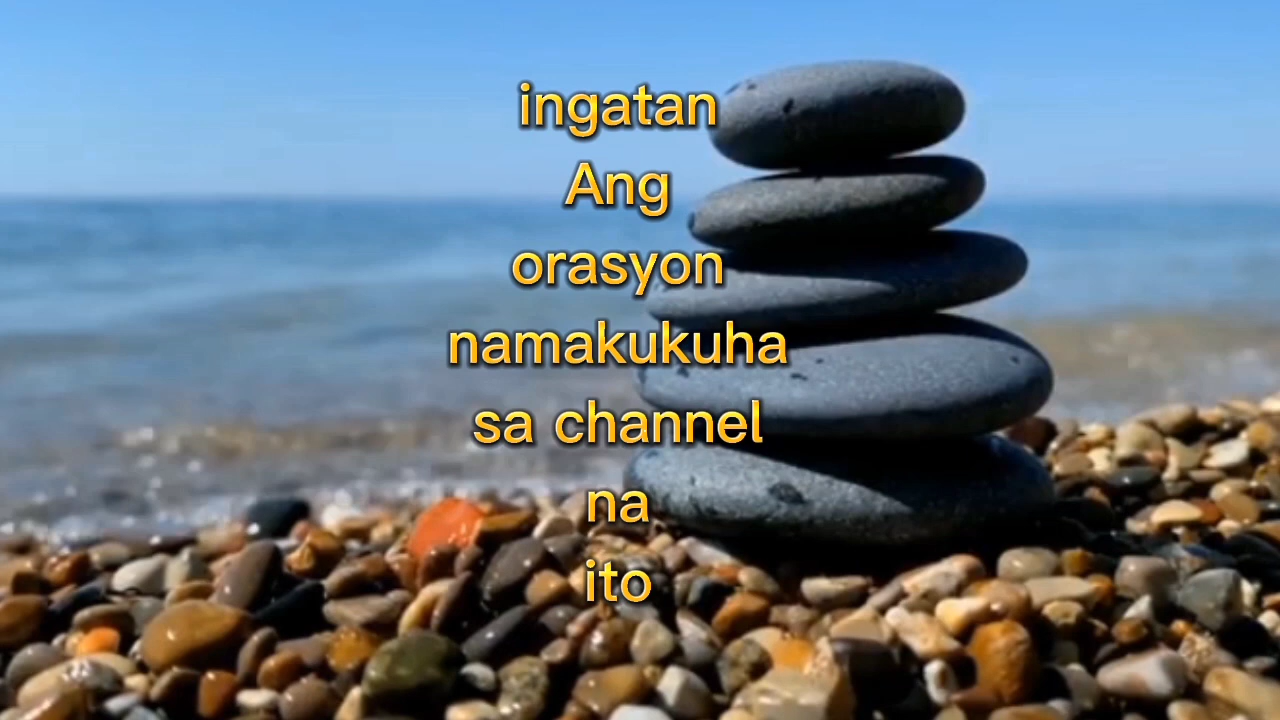 ingatan
Ang
orasyon
namakukuha
sa channel
na
ito